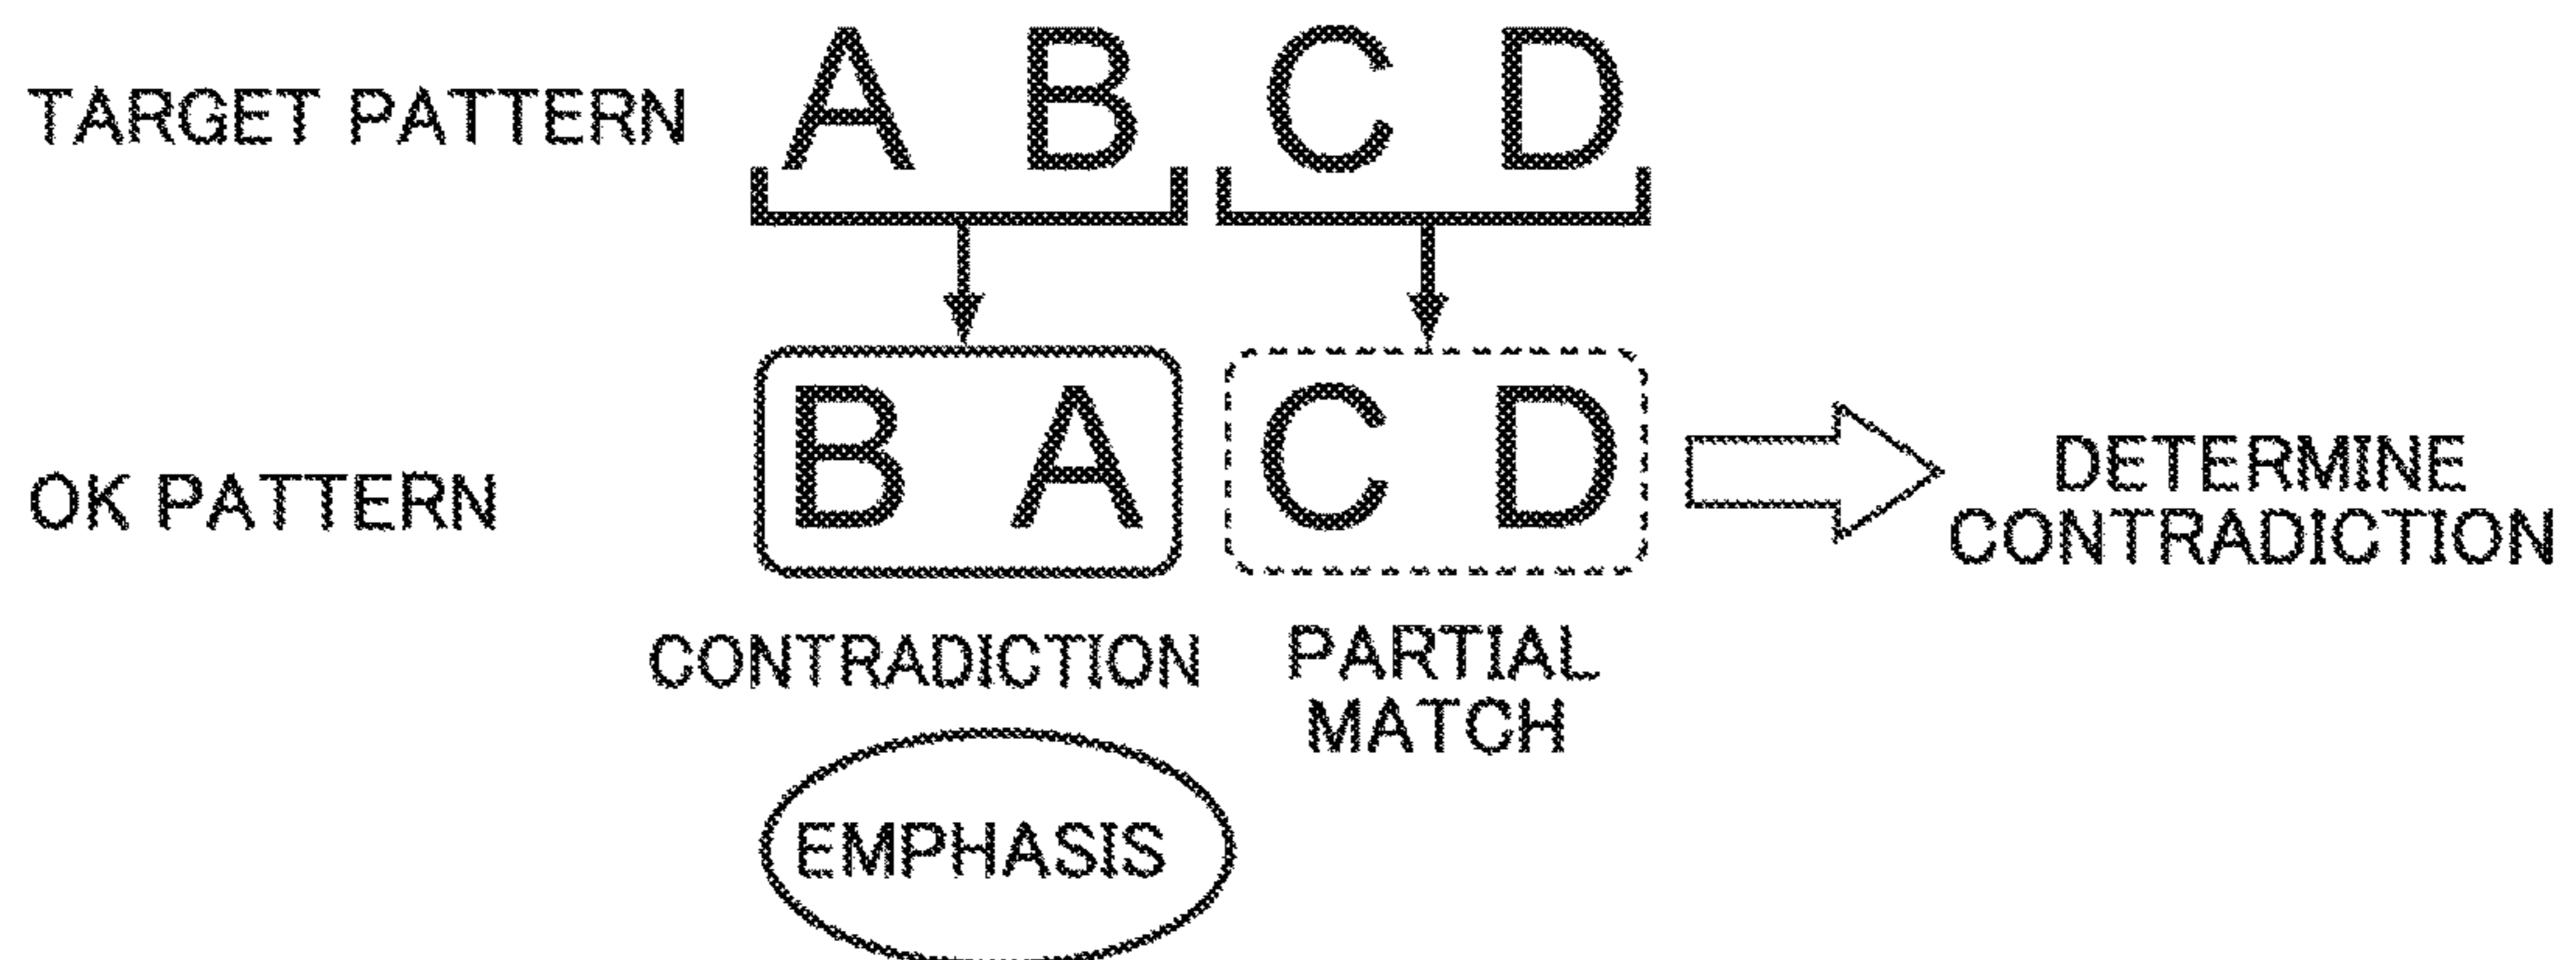 TARGET PATTERN A B C D
OK PATTERN B A C D
DETERMINE
CONTRADICTION
CONTRADICTION
PARTIAL
MATCH
EMPHASIS